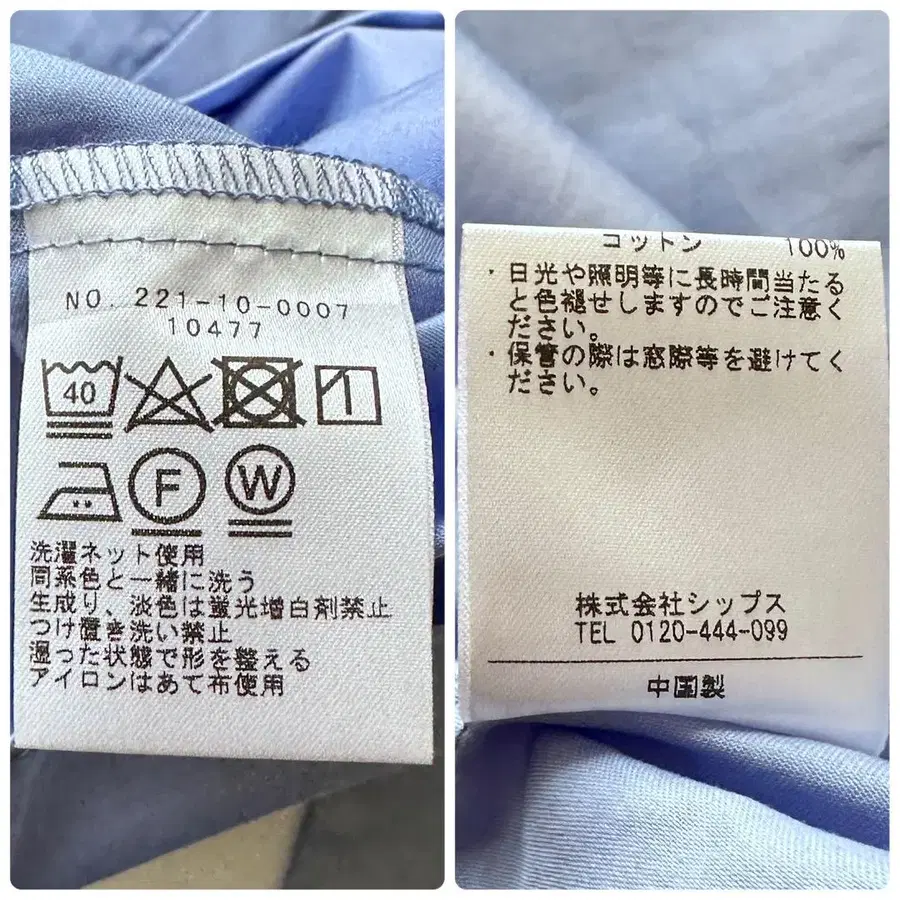 NO. 221-10-0007
10477
40
F
W
洗濯ネット使用
同系色と一緒に洗う
生成り、淡色は蛍光増白剤禁止
つけ置き洗い禁止
湿った状態で形を整える
アイロンはあて布使用
コットン 100%
・日光や照明等に長時間当たる
と色褪せしますのでご注意く
ださい。
・保管の際は窓際等を避けてく
ださい。
株式会社シップス
TEL 0120-444-099
中国製